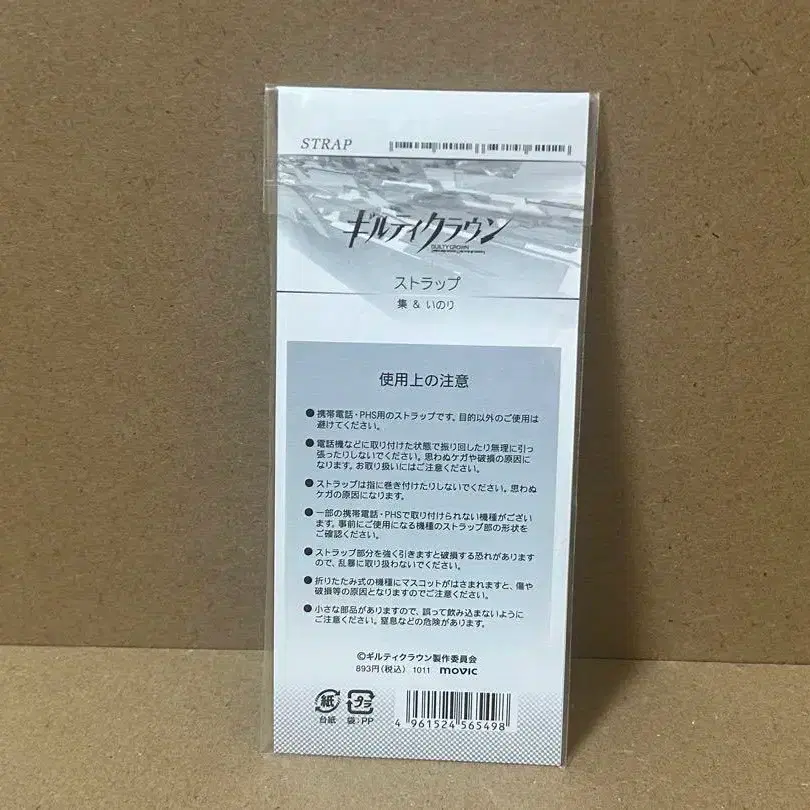 STRAP
ギルティクラウン
GUILTY CROWN
ストラップ
集 & いのり
使用上の注意
●携帯電話・PHS用のストラップです。目的以外のご使用は
避けてください。
●電話機などに取り付けた状態で振り回したり無理に引っ
張ったりしないでください。思わぬケガや破損の原因に
なります。お取り扱いにはご注意ください。
●ストラップは指に巻き付けたりしないでください。思わぬ
ケガの原因になります。
●一部の携帯電話・PHSで取り付けられない機種がござい
ます。事前にご使用になる機種のストラップ部の形状を
ご確認ください。
●ストラップ部分を強く引きますと破損する恐れがあります
ので、乱暴に取り扱わないでください。
●折りたたみ式の機種にマスコットがはさまれますと、傷や
破損等の原因となりますのでご注意ください。
●小さな部品がありますので、誤って飲み込まないように
ご注意ください。窒息などの危険があります。
©ギルティクラウン製作委員会
893円(税込) 1011 movic
紙 プラ
台紙 袋:PP
4 961524 565498